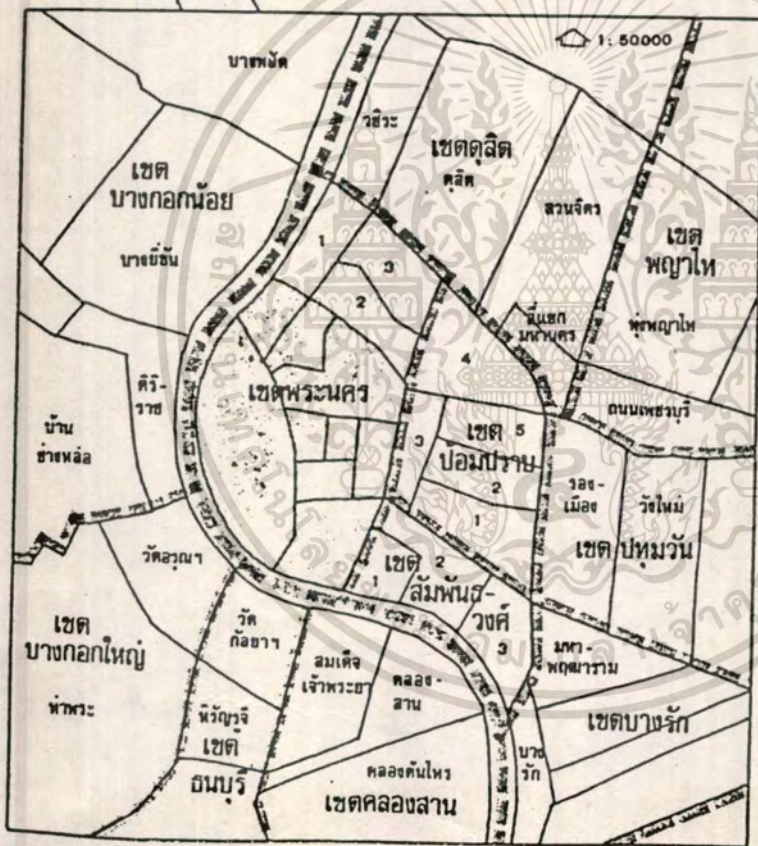 1:50000
บางพลัด
วชิระ
เขตดุสิต
ดุสิต
สวนจิตร
เขต
บางกอกน้อย
บางยี่ขัน
เขต
พญาไท
ทุ่งพญาไท
1
3
2
สี่แยก
มหานาค
4
ศิริ-
ราช
เขตพระนคร
ถนนเพชรบุรี
บ้าน
ช่างหล่อ
3
เขต
ปอมปราบ
5
2
1
รอง-
เมือง
วังใหม่
เขต ปทุมวัน
วัดอรุณฯ
เขต
สัมพันธ-
วงศ์
1
2
3
เขต
บางกอกใหญ่
ท่าพระ
วัด
กัลยาฯ
สมเด็จ
เจ้าพระยา
คลอง-
สาน
มหา-
พฤฒาราม
หิรัญรูจี
เขต
ธนบุรี
บาง
รัก
เขตบางรัก
คลองต้นไทร
เขตคลองสาน